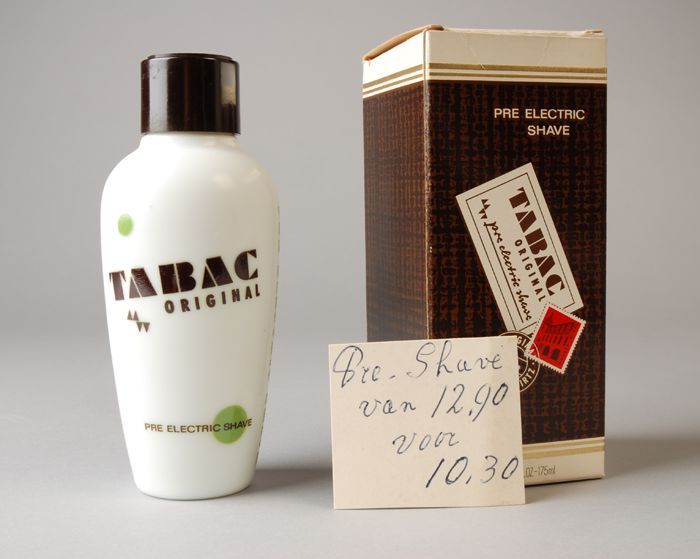 TABAC
ORIGINAL
PRE ELECTRIC SHAVE
PRE ELECTRIC
SHAVE
TABAC
ORIGINAL
pre electric shave
Pre. Shave
van 12,90
voor
10.30
OZ-175ml